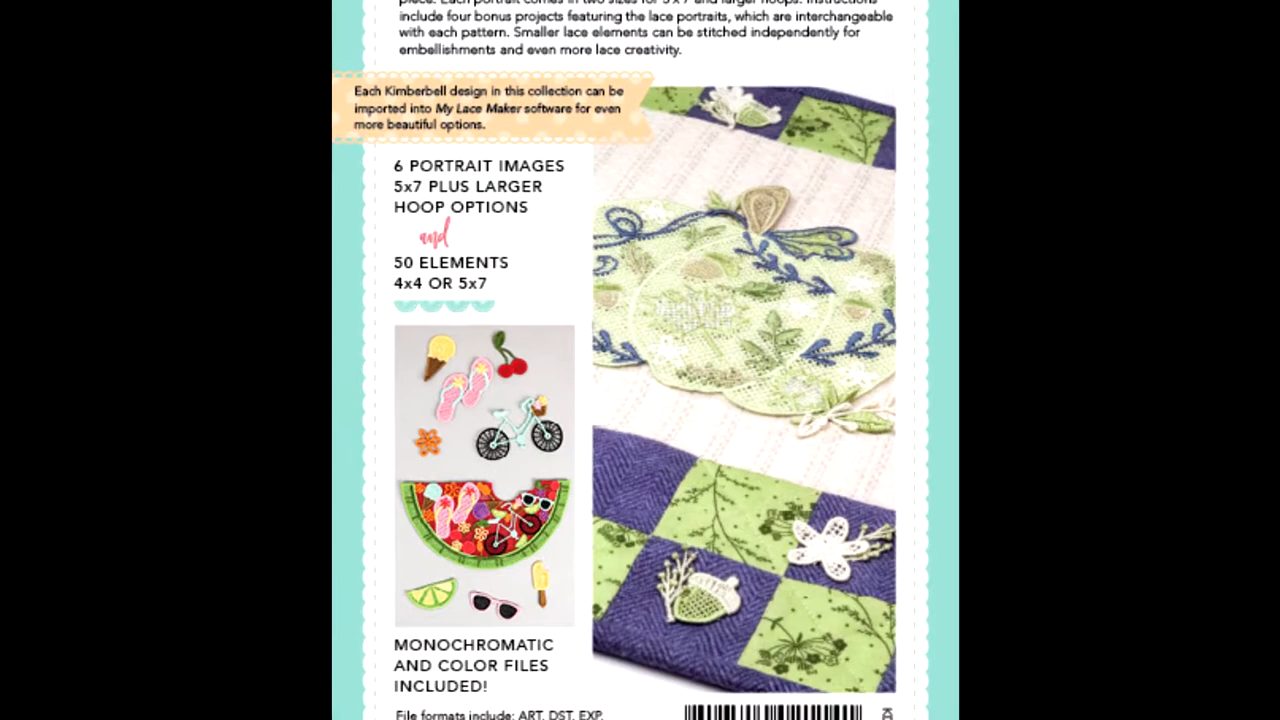 piece. Each portrait comes in two sizes for 5x7 and larger hoops. Instructions
include four bonus projects featuring the lace portraits, which are interchangeable
with each pattern. Smaller lace elements can be stitched independently for
embellishments and even more lace creativity.
Each Kimberbell design in this collection can be
imported into My Lace Maker software for even
more beautiful options.
6 PORTRAIT IMAGES
5x7 PLUS LARGER
HOOP OPTIONS
and
50 ELEMENTS
4x4 OR 5x7
MONOCHROMATIC
AND COLOR FILES
INCLUDED!
File formats include: ART, DST, EXP,